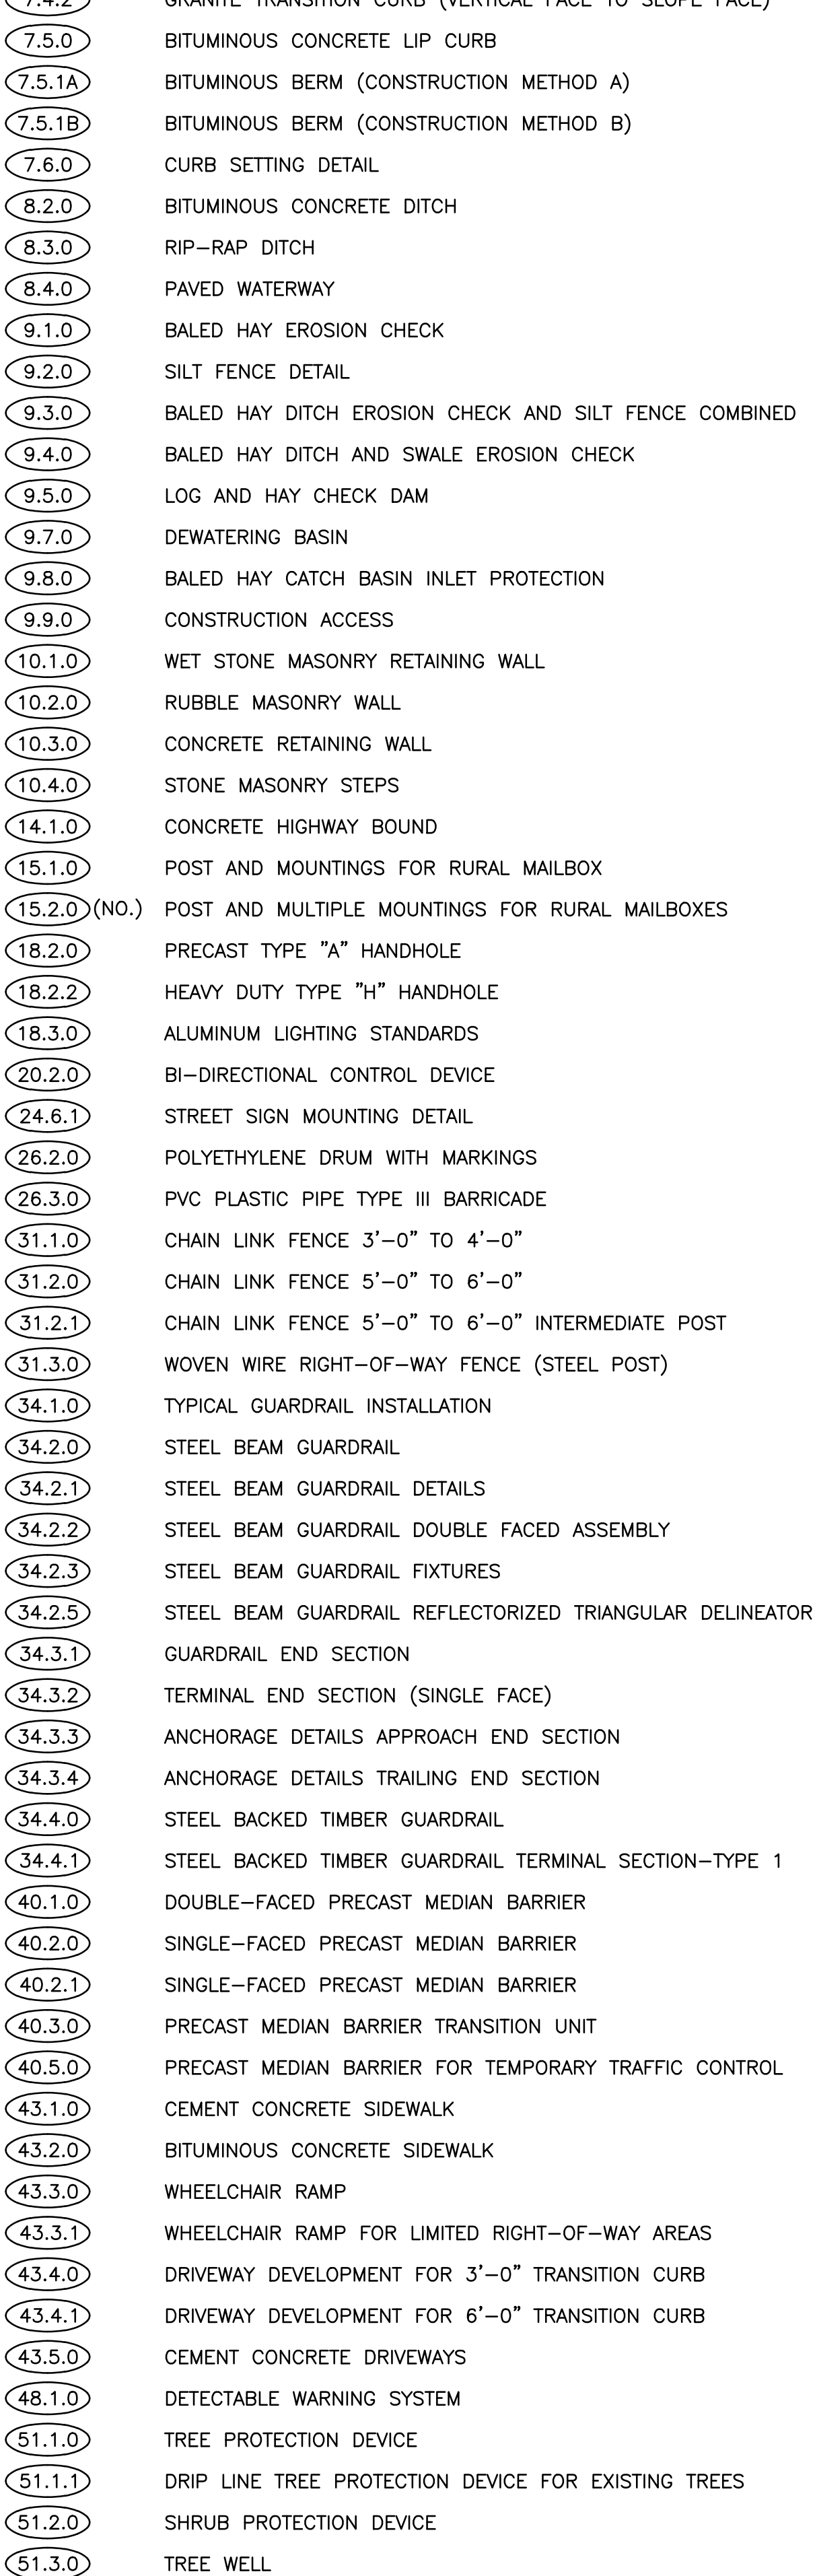 7.4.2 GRANITE TRANSITION CURB (VERTICAL FACE TO SLOPE FACE)
7.5.0 BITUMINOUS CONCRETE LIP CURB
7.5.1A BITUMINOUS BERM (CONSTRUCTION METHOD A)
7.5.1B BITUMINOUS BERM (CONSTRUCTION METHOD B)
7.6.0 CURB SETTING DETAIL
8.2.0 BITUMINOUS CONCRETE DITCH
8.3.0 RIP-RAP DITCH
8.4.0 PAVED WATERWAY
9.1.0 BALED HAY EROSION CHECK
9.2.0 SILT FENCE DETAIL
9.3.0 BALED HAY DITCH EROSION CHECK AND SILT FENCE COMBINED
9.4.0 BALED HAY DITCH AND SWALE EROSION CHECK
9.5.0 LOG AND HAY CHECK DAM
9.7.0 DEWATERING BASIN
9.8.0 BALED HAY CATCH BASIN INLET PROTECTION
9.9.0 CONSTRUCTION ACCESS
10.1.0 WET STONE MASONRY RETAINING WALL
10.2.0 RUBBLE MASONRY WALL
10.3.0 CONCRETE RETAINING WALL
10.4.0 STONE MASONRY STEPS
14.1.0 CONCRETE HIGHWAY BOUND
15.1.0 POST AND MOUNTINGS FOR RURAL MAILBOX
15.2.0 (NO.) POST AND MULTIPLE MOUNTINGS FOR RURAL MAILBOXES
18.2.0 PRECAST TYPE "A" HANDHOLE
18.2.2 HEAVY DUTY TYPE "H" HANDHOLE
18.3.0 ALUMINUM LIGHTING STANDARDS
20.2.0 BI-DIRECTIONAL CONTROL DEVICE
24.6.1 STREET SIGN MOUNTING DETAIL
26.2.0 POLYETHYLENE DRUM WITH MARKINGS
26.3.0 PVC PLASTIC PIPE TYPE III BARRICADE
31.1.0 CHAIN LINK FENCE 3'-0" TO 4'-0"
31.2.0 CHAIN LINK FENCE 5'-0" TO 6'-0"
31.2.1 CHAIN LINK FENCE 5'-0" TO 6'-0" INTERMEDIATE POST
31.3.0 WOVEN WIRE RIGHT-OF-WAY FENCE (STEEL POST)
34.1.0 TYPICAL GUARDRAIL INSTALLATION
34.2.0 STEEL BEAM GUARDRAIL
34.2.1 STEEL BEAM GUARDRAIL DETAILS
34.2.2 STEEL BEAM GUARDRAIL DOUBLE FACED ASSEMBLY
34.2.3 STEEL BEAM GUARDRAIL FIXTURES
34.2.5 STEEL BEAM GUARDRAIL REFLECTORIZED TRIANGULAR DELINEATOR
34.3.1 GUARDRAIL END SECTION
34.3.2 TERMINAL END SECTION (SINGLE FACE)
34.3.3 ANCHORAGE DETAILS APPROACH END SECTION
34.3.4 ANCHORAGE DETAILS TRAILING END SECTION
34.4.0 STEEL BACKED TIMBER GUARDRAIL
34.4.1 STEEL BACKED TIMBER GUARDRAIL TERMINAL SECTION-TYPE 1
40.1.0 DOUBLE-FACED PRECAST MEDIAN BARRIER
40.2.0 SINGLE-FACED PRECAST MEDIAN BARRIER
40.2.1 SINGLE-FACED PRECAST MEDIAN BARRIER
40.3.0 PRECAST MEDIAN BARRIER TRANSITION UNIT
40.5.0 PRECAST MEDIAN BARRIER FOR TEMPORARY TRAFFIC CONTROL
43.1.0 CEMENT CONCRETE SIDEWALK
43.2.0 BITUMINOUS CONCRETE SIDEWALK
43.3.0 WHEELCHAIR RAMP
43.3.1 WHEELCHAIR RAMP FOR LIMITED RIGHT-OF-WAY AREAS
43.4.0 DRIVEWAY DEVELOPMENT FOR 3'-0" TRANSITION CURB
43.4.1 DRIVEWAY DEVELOPMENT FOR 6'-0" TRANSITION CURB
43.5.0 CEMENT CONCRETE DRIVEWAYS
48.1.0 DETECTABLE WARNING SYSTEM
51.1.0 TREE PROTECTION DEVICE
51.1.1 DRIP LINE TREE PROTECTION DEVICE FOR EXISTING TREES
51.2.0 SHRUB PROTECTION DEVICE
51.3.0 TREE WELL